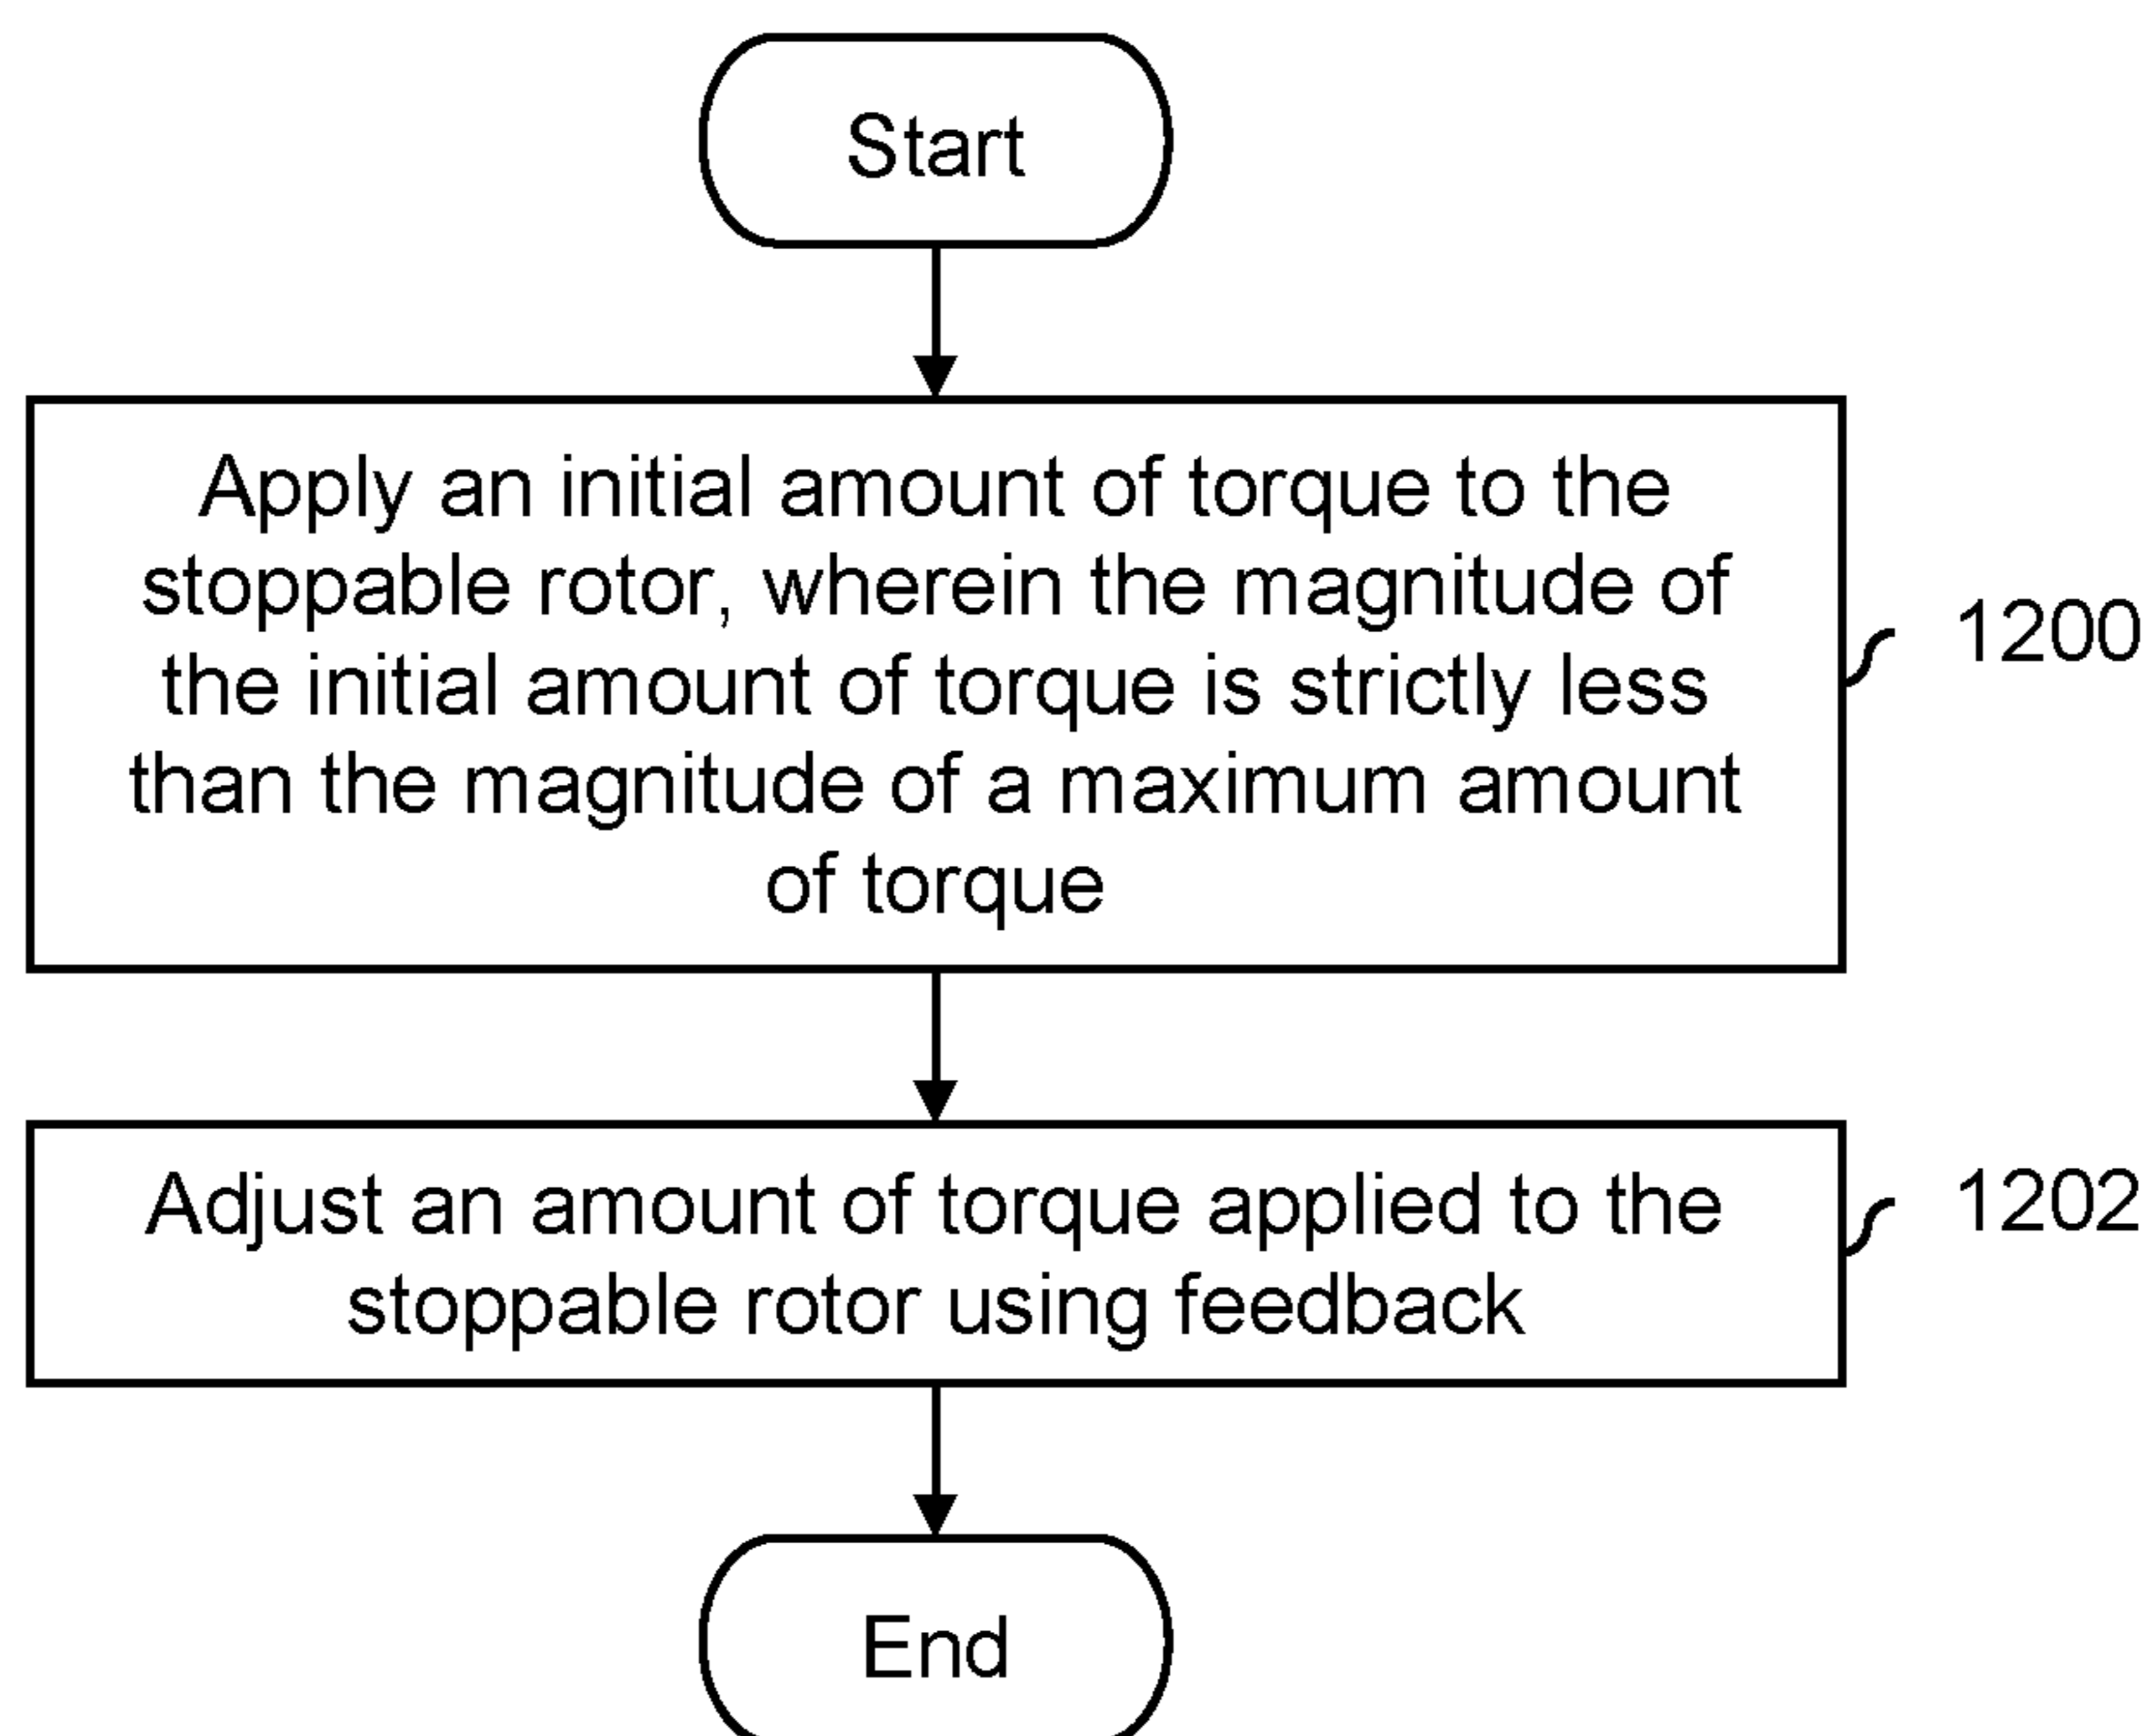 Start
Apply an initial amount of torque to the
stoppable rotor, wherein the magnitude of
the initial amount of torque is strictly less
than the magnitude of a maximum amount
of torque
1200
Adjust an amount of torque applied to the
stoppable rotor using feedback
1202
End